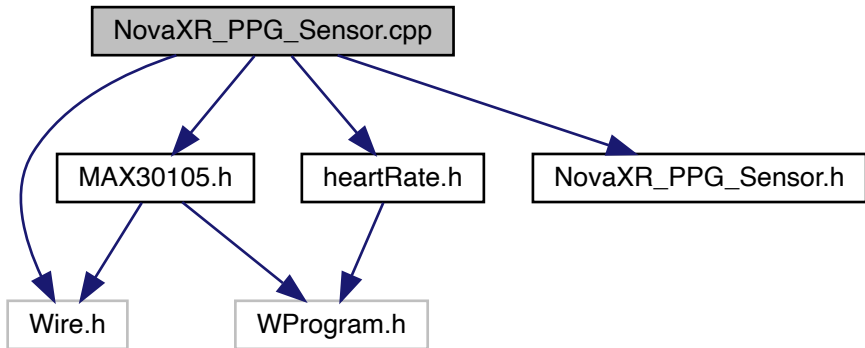 NovaXR_PPG_Sensor.cpp
MAX30105.h
heartRate.h
NovaXR_PPG_Sensor.h
Wire.h
WProgram.h